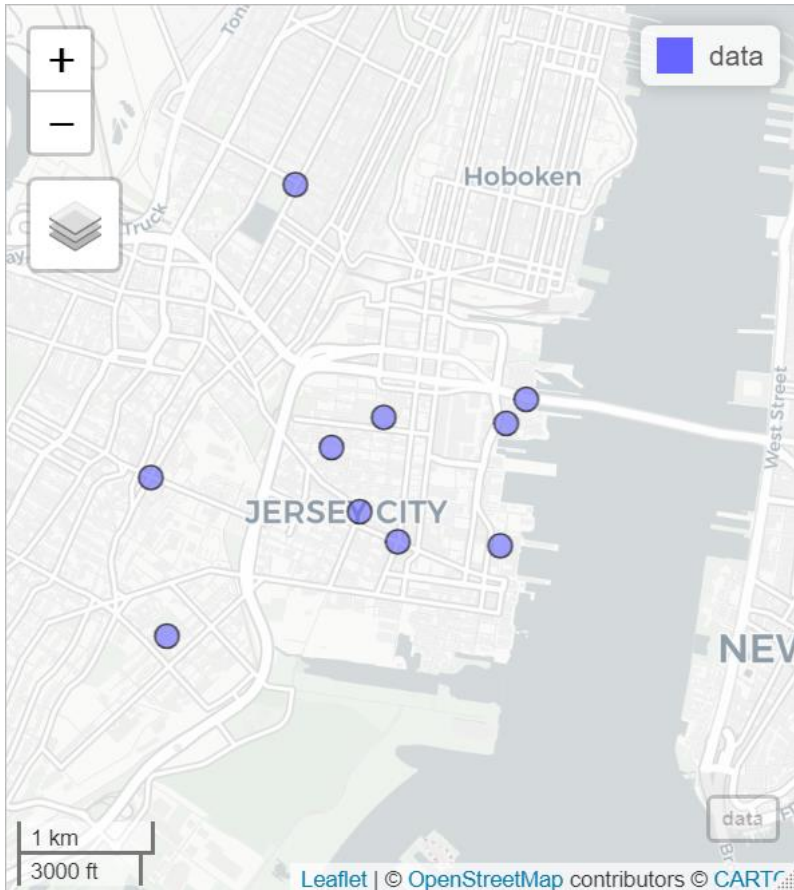 +
−
data
Hoboken
Truck
West Street
JERSEY CITY
NEW
data
1 km
3000 ft
Leaflet | © OpenStreetMap contributors © CARTO